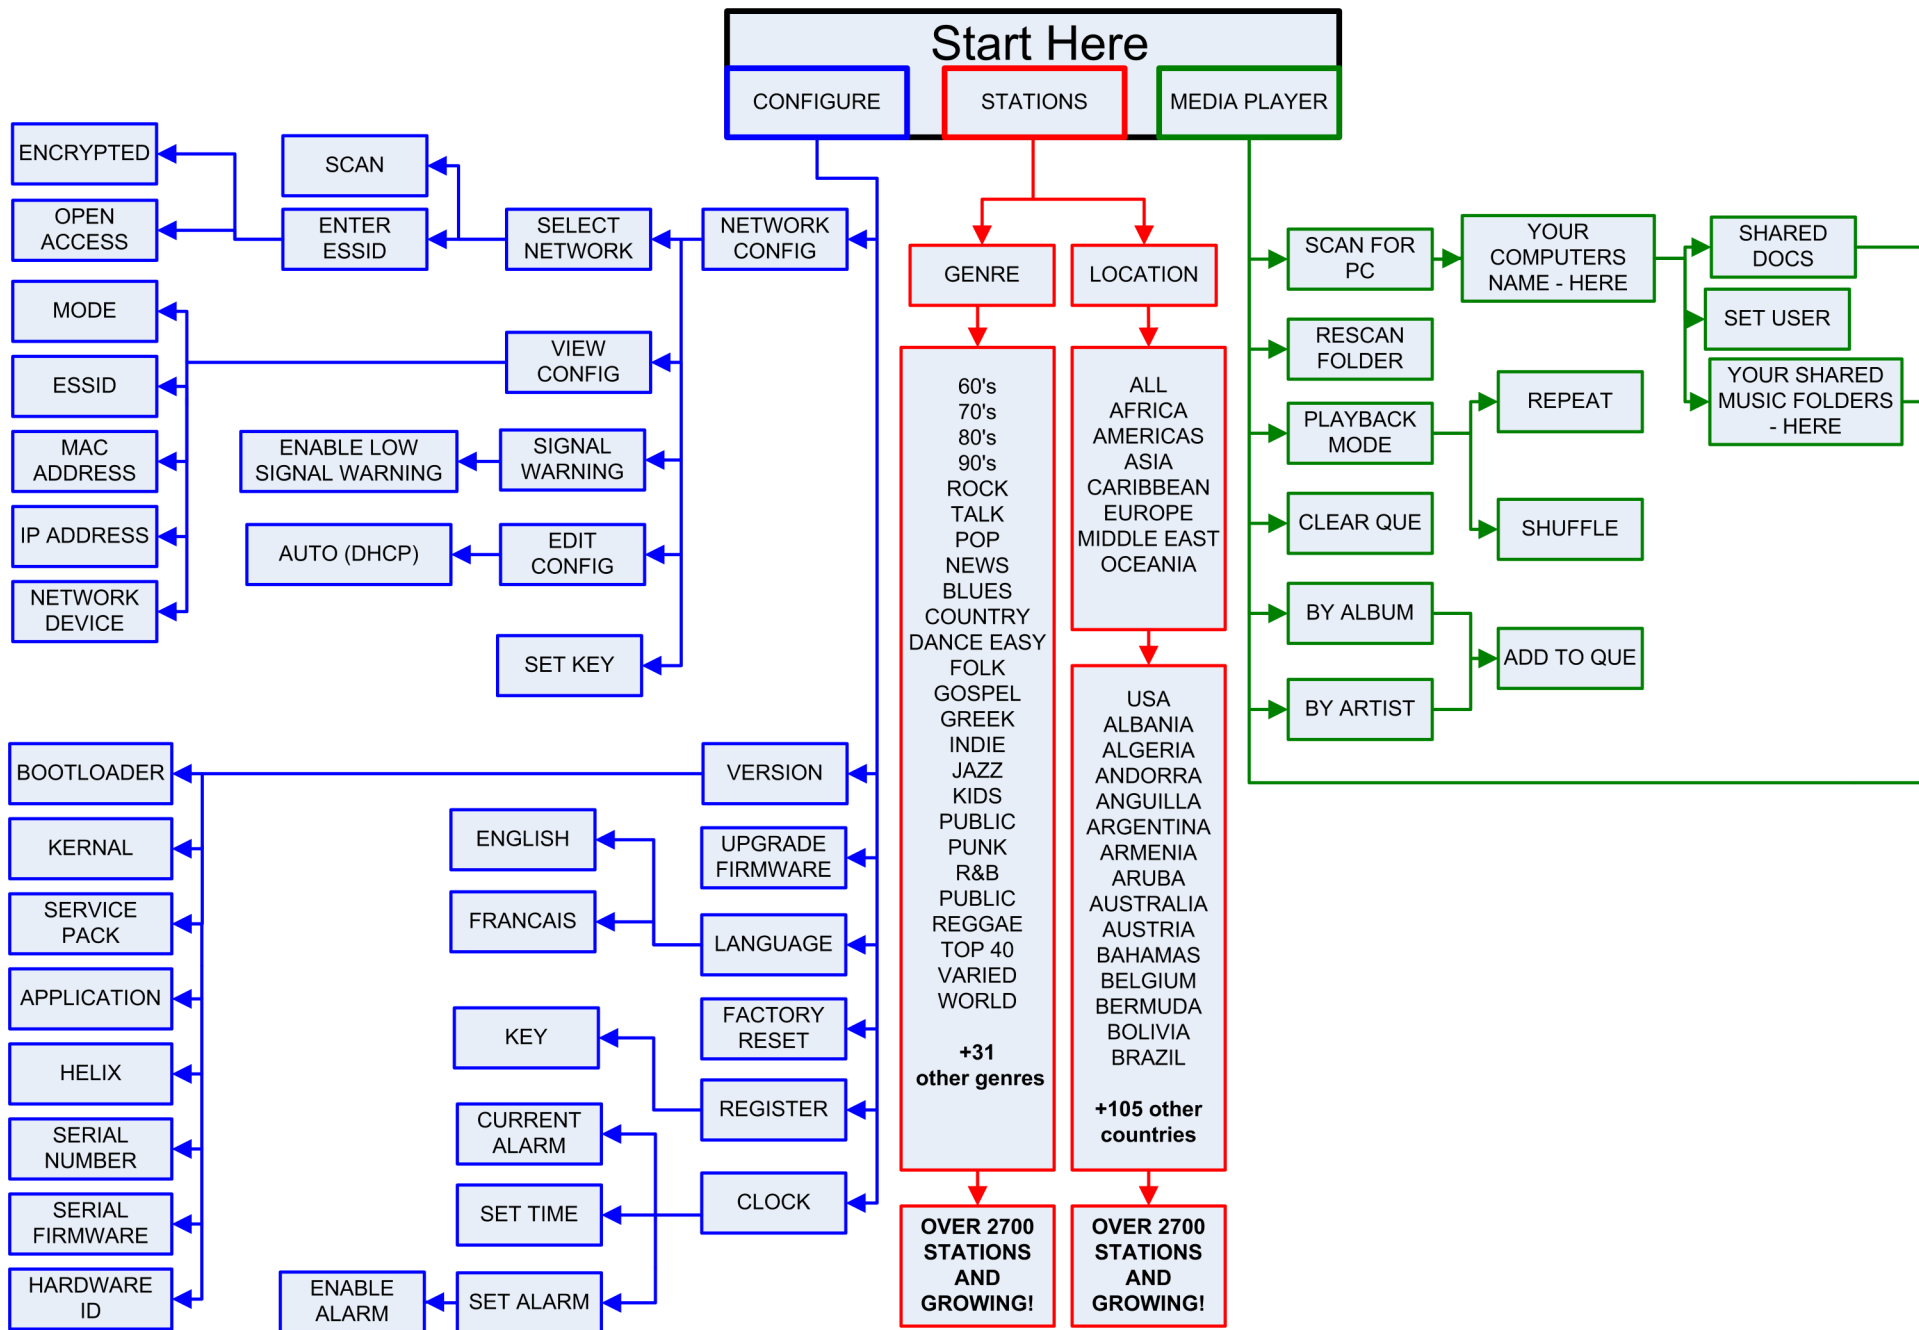 Start Here
CONFIGURE
STATIONS
MEDIA PLAYER
ENCRYPTED
OPEN
ACCESS
SCAN
ENTER
ESSID
SELECT
NETWORK
NETWORK
CONFIG
MODE
ESSID
MAC
ADDRESS
IP ADDRESS
NETWORK
DEVICE
VIEW
CONFIG
ENABLE LOW
SIGNAL WARNING
SIGNAL
WARNING
AUTO (DHCP)
EDIT
CONFIG
SET KEY
BOOTLOADER
KERNAL
SERVICE
PACK
APPLICATION
HELIX
SERIAL
NUMBER
SERIAL
FIRMWARE
HARDWARE
ID
VERSION
UPGRADE
FIRMWARE
ENGLISH
FRANCAIS
LANGUAGE
FACTORY
RESET
KEY
REGISTER
CURRENT
ALARM
SET TIME
CLOCK
ENABLE
ALARM
SET ALARM
GENRE
60's
70's
80's
90's
ROCK
TALK
POP
NEWS
BLUES
COUNTRY
DANCE EASY
FOLK
GOSPEL
GREEK
INDIE
JAZZ
KIDS
PUBLIC
PUNK
R&B
PUBLIC
REGGAE
TOP 40
VARIED
WORLD
+31
other genres
OVER 2700
STATIONS
AND
GROWING!
LOCATION
ALL
AFRICA
AMERICAS
ASIA
CARIBBEAN
EUROPE
MIDDLE EAST
OCEANIA
USA
ALBANIA
ALGERIA
ANDORRA
ANGUILLA
ARGENTINA
ARMENIA
ARUBA
AUSTRALIA
AUSTRIA
BAHAMAS
BELGIUM
BERMUDA
BOLIVIA
BRAZIL
+105 other
countries
OVER 2700
STATIONS
AND
GROWING!
SCAN FOR
PC
YOUR
COMPUTERS
NAME - HERE
SHARED
DOCS
SET USER
YOUR SHARED
MUSIC FOLDERS
- HERE
RESCAN
FOLDER
PLAYBACK
MODE
REPEAT
SHUFFLE
CLEAR QUE
BY ALBUM
BY ARTIST
ADD TO QUE